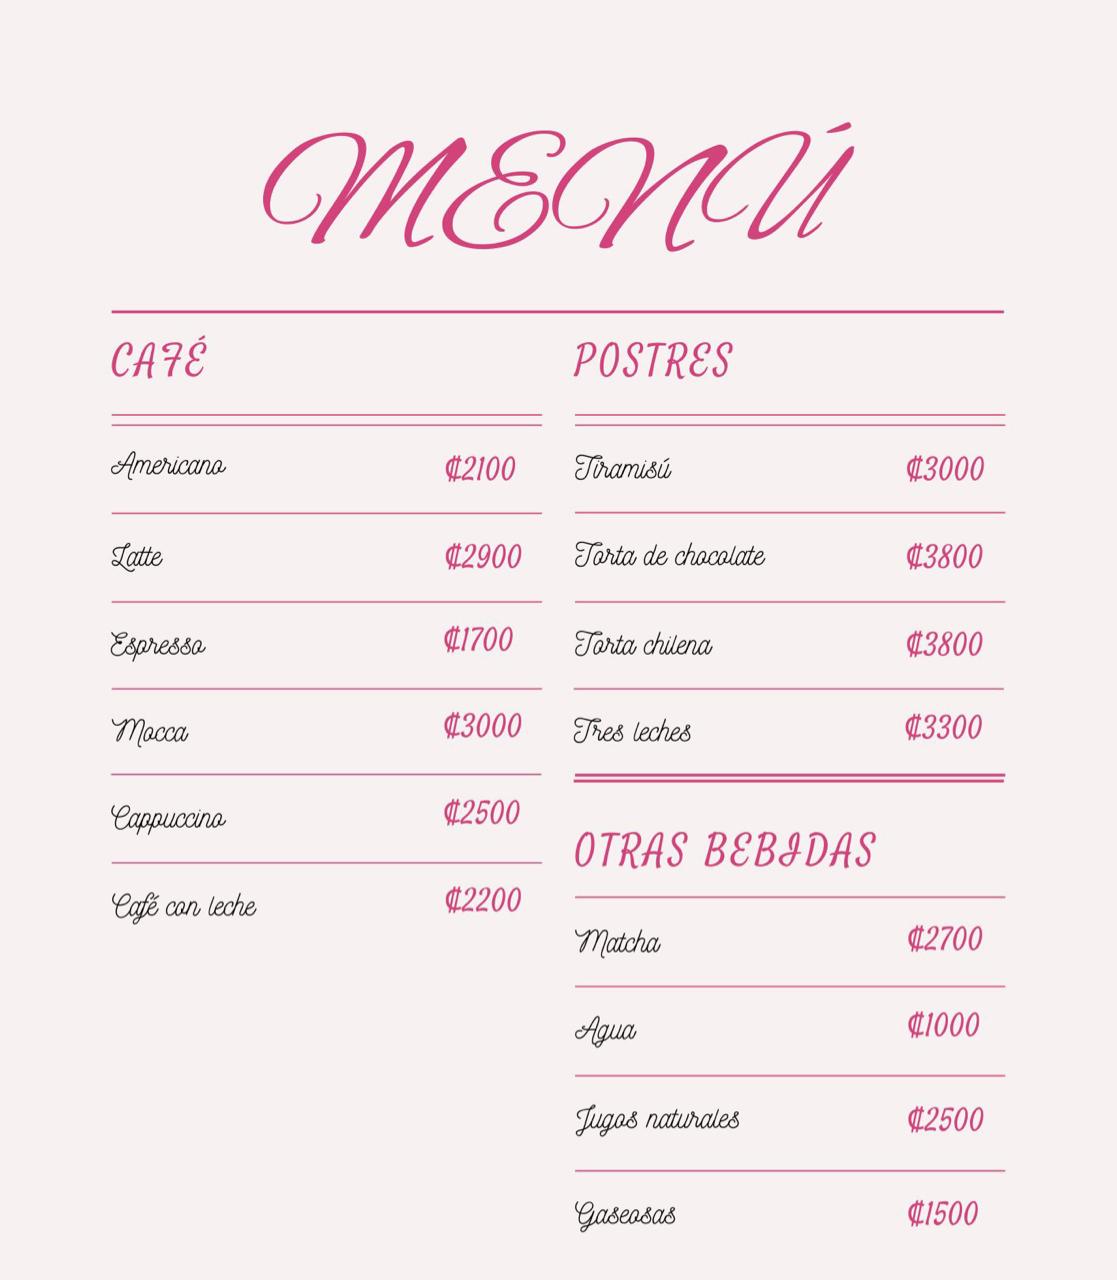 MENÚ
CAFÉ
Americano ₡2100
Latte ₡2900
Espresso ₡1700
Mocca ₡3000
Cappuccino ₡2500
Café con leche ₡2200
POSTRES
Tiramisú ₡3000
Torta de chocolate ₡3800
Torta chilena ₡3800
Tres leches ₡3300
OTRAS BEBIDAS
Matcha ₡2700
Agua ₡1000
Jugos naturales ₡2500
Gaseosas ₡1500